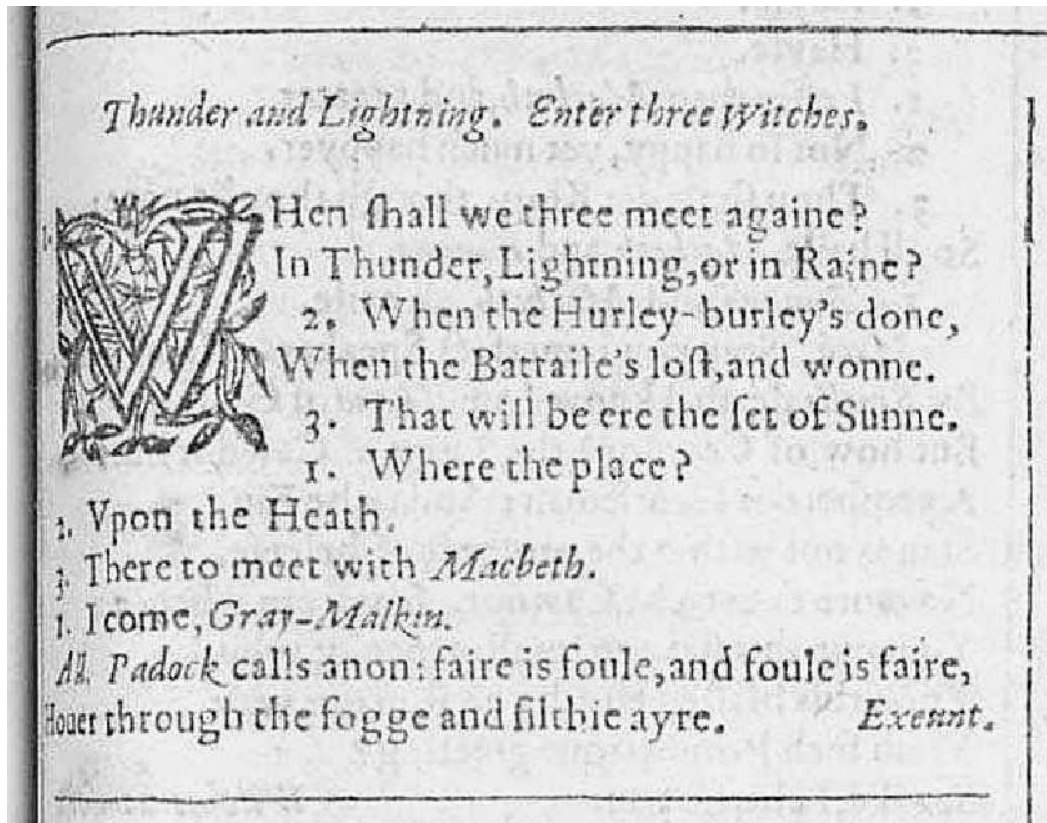 Thunder and Lightning. Enter three Witches.
WHen ſhall we three meet againe?
In Thunder, Lightning, or in Raine?
2. When the Hurley-burley's done,
When the Battaile's loſt, and wonne.
3. That will be ere the ſet of Sunne.
1. Where the place?
2. Vpon the Heath.
3. There to meet with Macbeth.
1. I come, Gray-Malkin.
All. Padock calls anon: faire is foule, and foule is faire,
Houer through the fogge and filthie ayre. Exeunt.